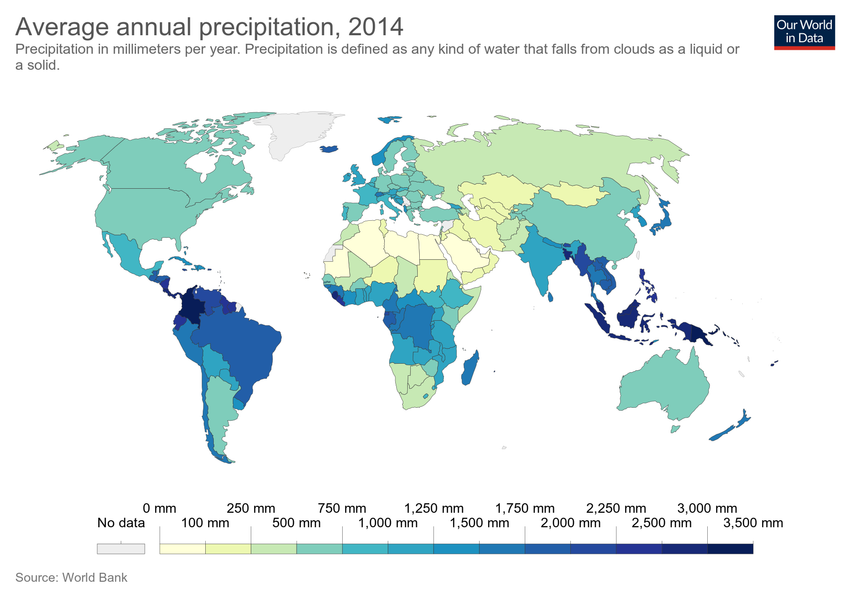 Average annual precipitation, 2014
Our World
in Data
Precipitation in millimeters per year. Precipitation is defined as any kind of water that falls from clouds as a liquid or
a solid.
0 mm 250 mm 750 mm 1,250 mm 1,750 mm 2,250 mm 3,000 mm
No data 100 mm 500 mm 1,000 mm 1,500 mm 2,000 mm 2,500 mm 3,500 mm
Source: World Bank